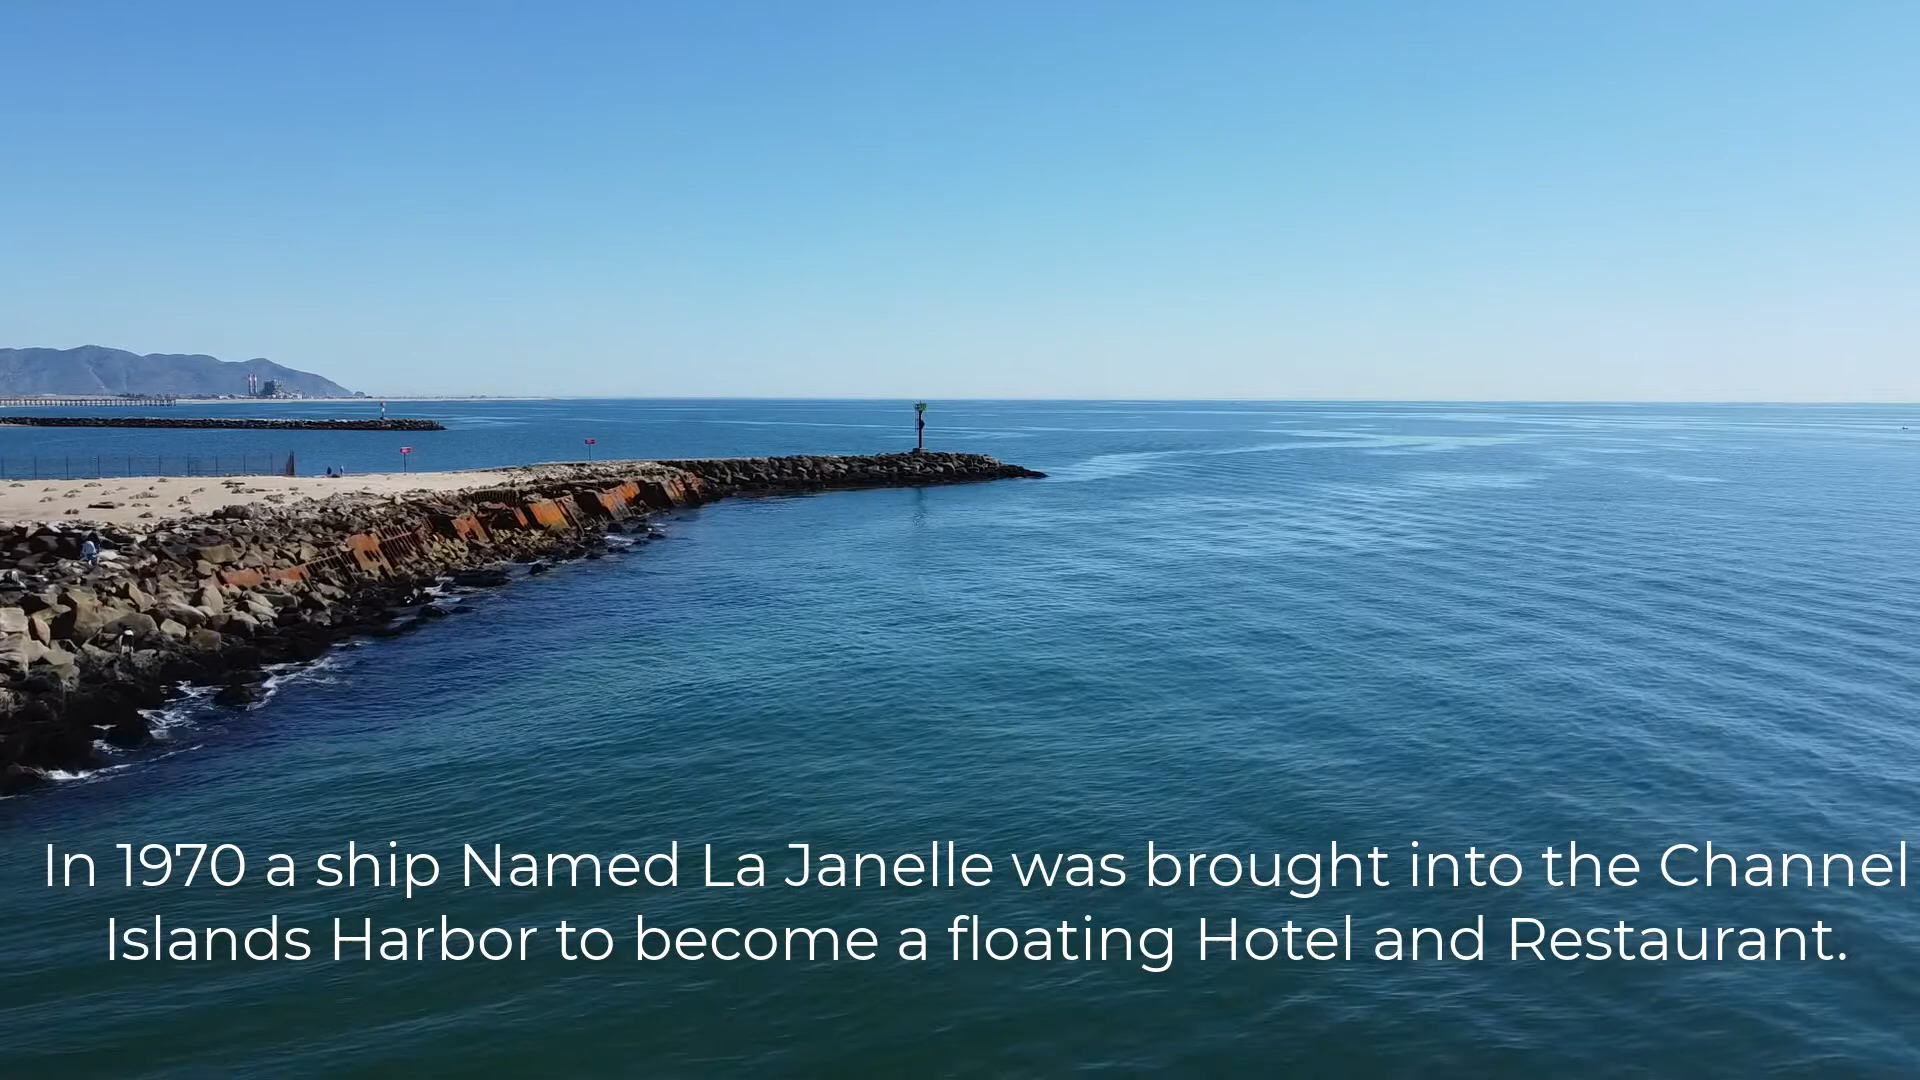 In 1970 a ship Named La Janelle was brought into the Channel
Islands Harbor to become a floating Hotel and Restaurant.